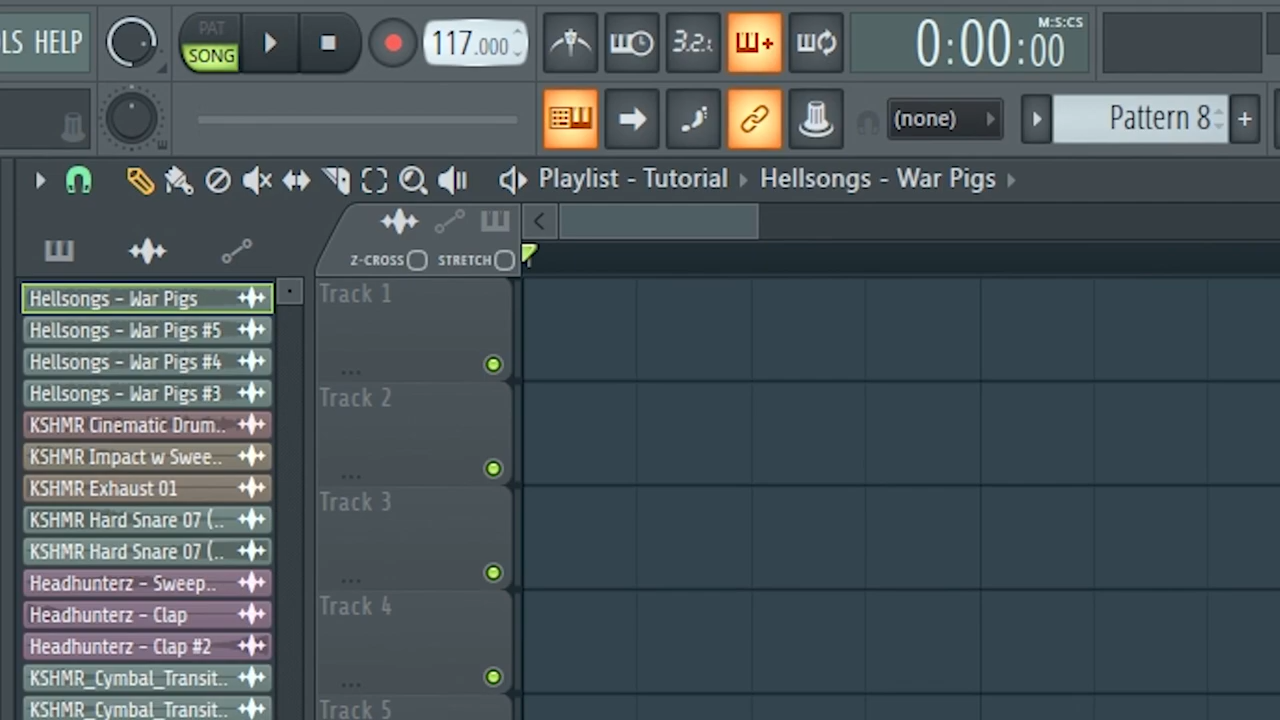 LS HELP
PAT
SONG
117.000
3.2.
M:S:CS
0:00:00
(none)
Pattern 8
+
Playlist - Tutorial Hellsongs - War Pigs
Z-CROSS STRETCH
Hellsongs - War Pigs
Hellsongs - War Pigs #5
Hellsongs - War Pigs #4
Hellsongs - War Pigs #3
KSHMR Cinematic Drum..
KSHMR Impact w Swee..
KSHMR Exhaust 01
KSHMR Hard Snare 07 (..
KSHMR Hard Snare 07 (..
Headhunterz - Sweep..
Headhunterz - Clap
Headhunterz - Clap #2
KSHMR_Cymbal_Transit..
KSHMR_Cymbal_Transit..
Track 1
...
Track 2
...
Track 3
...
Track 4
...
Track 5